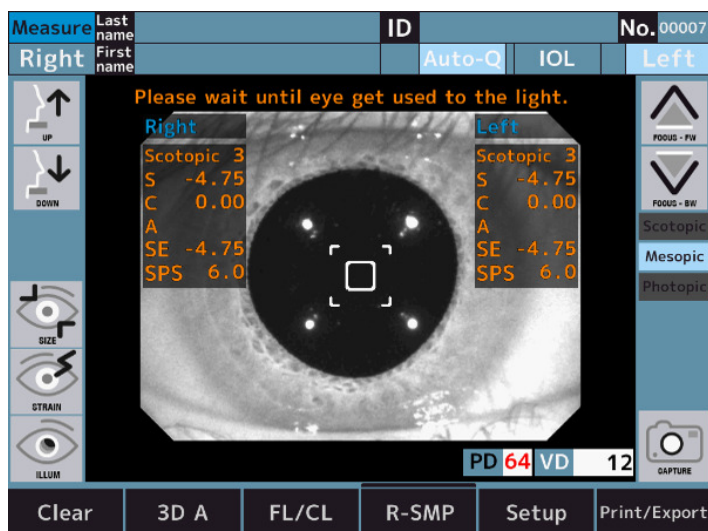 Measure Last name ID No. 00007
Right First name Auto-Q IOL Left
Please wait until eye get used to the light.
UP
DOWN
SIZE
STRAIN
ILLUM
Right
Scotopic 3
S -4.75
C 0.00
A
SE -4.75
SPS 6.0
Left
Scotopic 3
S -4.75
C 0.00
A
SE -4.75
SPS 6.0
FOCUS - FW
FOCUS - BW
Scotopic
Mesopic
Photopic
CAPTURE
PD 64 VD 12
Clear 3D A FL/CL R-SMP Setup Print/Export